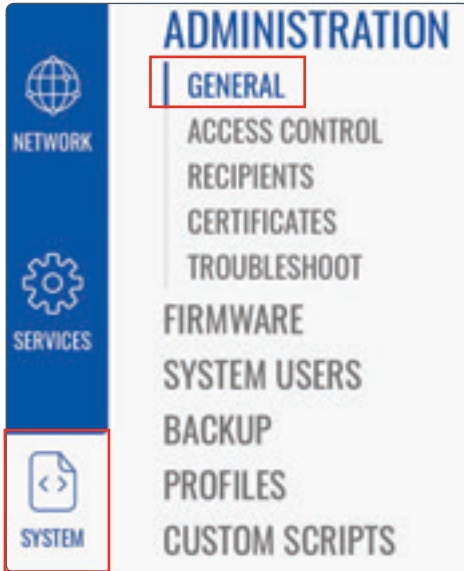 NETWORK
SERVICES
SYSTEM
ADMINISTRATION
GENERAL
ACCESS CONTROL
RECIPIENTS
CERTIFICATES
TROUBLESHOOT
FIRMWARE
SYSTEM USERS
BACKUP
PROFILES
CUSTOM SCRIPTS